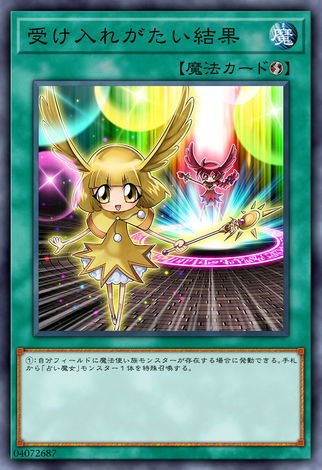 受け入れがたい結果
魔
【魔法カード】
①：自分フィールドに魔法使い族モンスターが存在する場合に発動できる。手札
から「占い魔女」モンスター１体を特殊召喚する。
04072687